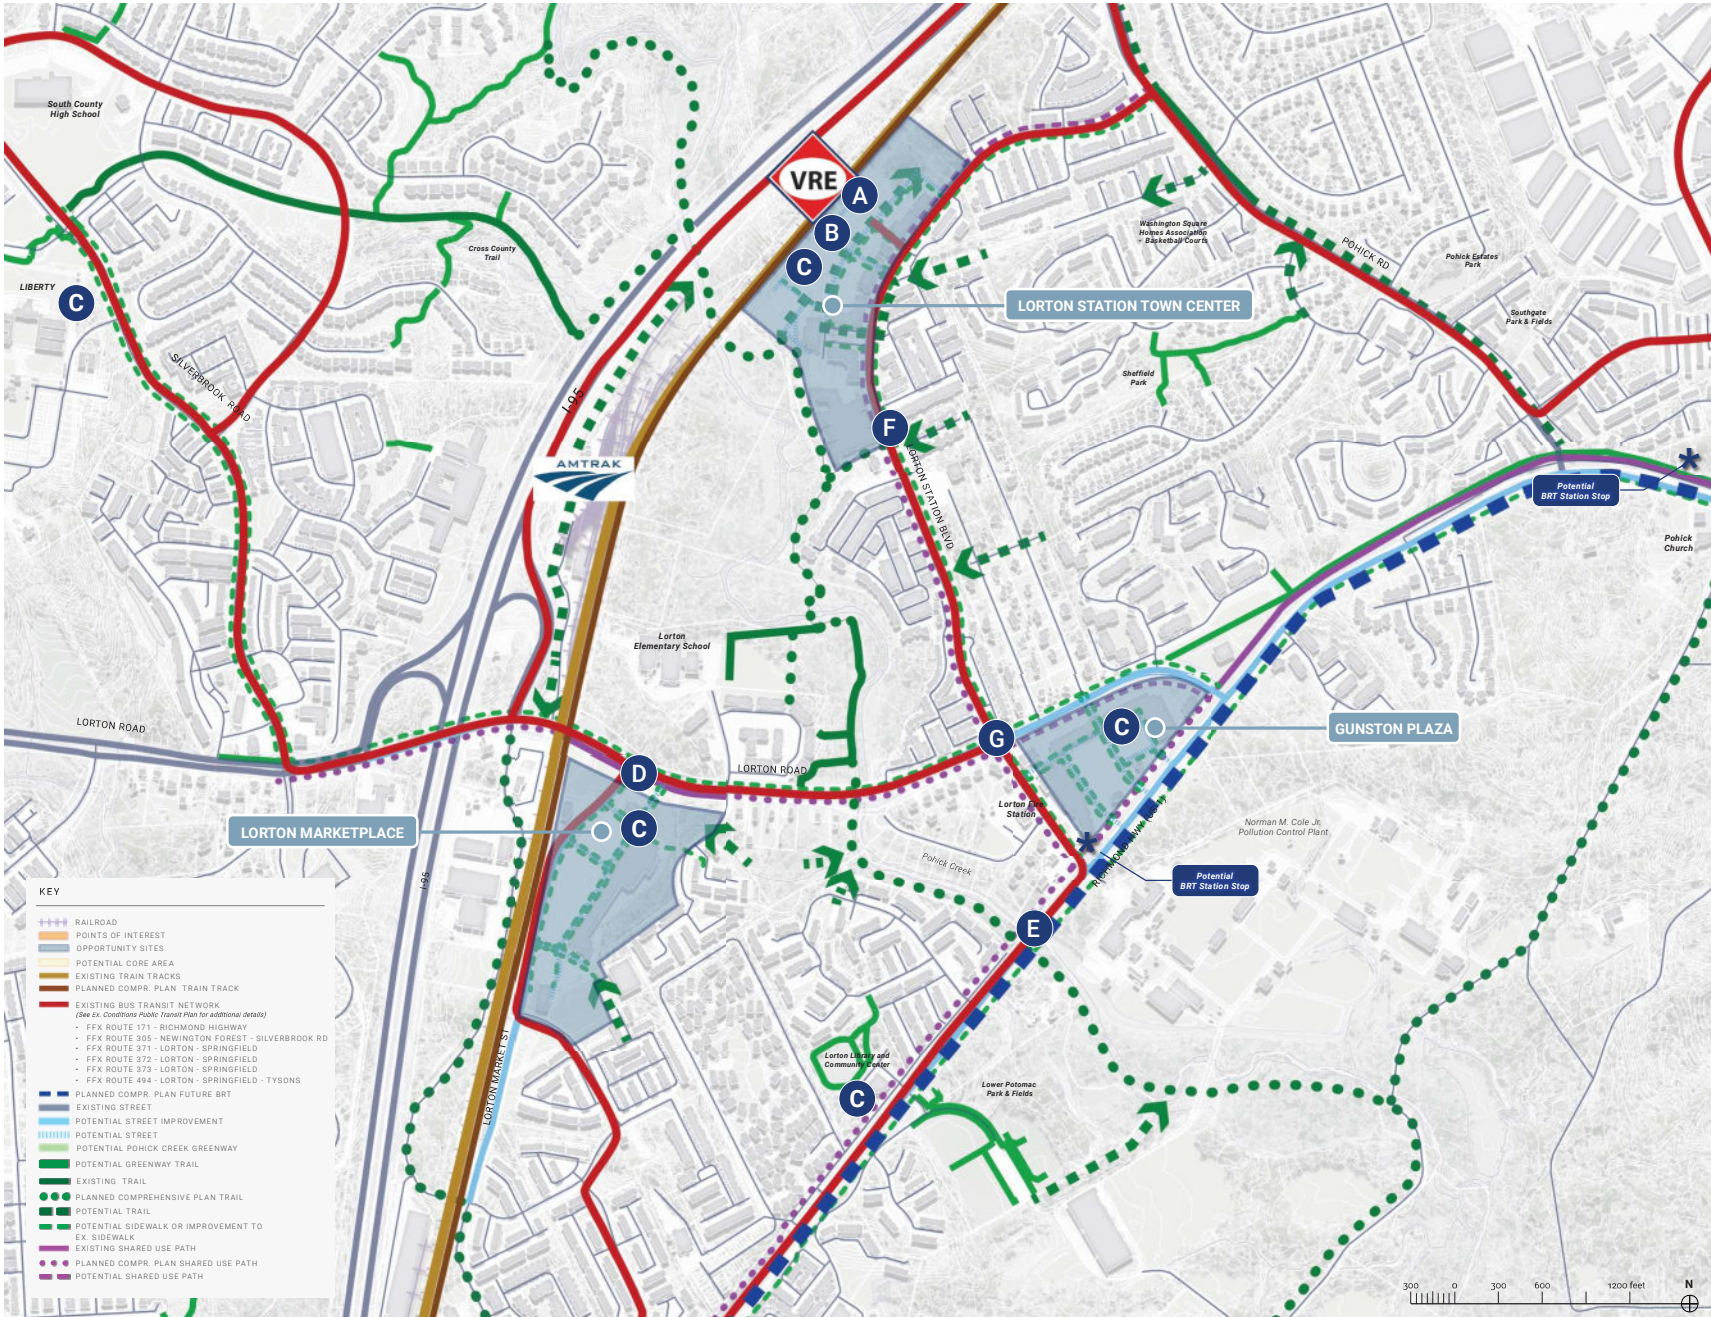 South County
High School
VRE
A
B
C
Washington Square
Homes Association
- Basketball Courts
POHICK RD
Pohick Estates
Park
Cross County
Trail
LIBERTY
C
LORTON STATION TOWN CENTER
Southgate
Park & Fields
SILVERBROOK ROAD
I-95
Sheffield
Park
F
LORTON STATION BLVD
AMTRAK
Potential
BRT Station Stop
*
Pohick
Church
Lorton
Elementary School
LORTON ROAD
G
C
GUNSTON PLAZA
D
LORTON ROAD
Lorton Fire
Station
LORTON MARKETPLACE
C
Norman M. Cole Jr.
Pollution Control Plant
*
RICHMOND HWY (US-1)
Pohick Creek
Potential
BRT Station Stop
I-95
E
LORTON MARKET ST
Lorton Library and
Community Center
C
Lower Potomac
Park & Fields
KEY
RAILROAD
POINTS OF INTEREST
OPPORTUNITY SITES
POTENTIAL CORE AREA
EXISTING TRAIN TRACKS
PLANNED COMPR. PLAN TRAIN TRACK
EXISTING BUS TRANSIT NETWORK
(See Ex. Conditions Public Transit Plan for additional details)
- FFX ROUTE 171 - RICHMOND HIGHWAY
- FFX ROUTE 305 - NEWINGTON FOREST - SILVERBROOK RD
- FFX ROUTE 371 - LORTON - SPRINGFIELD
- FFX ROUTE 372 - LORTON - SPRINGFIELD
- FFX ROUTE 373 - LORTON - SPRINGFIELD
- FFX ROUTE 494 - LORTON - SPRINGFIELD - TYSONS
PLANNED COMPR. PLAN FUTURE BRT
EXISTING STREET
POTENTIAL STREET IMPROVEMENT
POTENTIAL STREET
POTENTIAL POHICK CREEK GREENWAY
POTENTIAL GREENWAY TRAIL
EXISTING TRAIL
PLANNED COMPREHENSIVE PLAN TRAIL
POTENTIAL TRAIL
POTENTIAL SIDEWALK OR IMPROVEMENT TO
EX. SIDEWALK
EXISTING SHARED USE PATH
PLANNED COMPR. PLAN SHARED USE PATH
POTENTIAL SHARED USE PATH
300 0 300 600 1200 feet
N